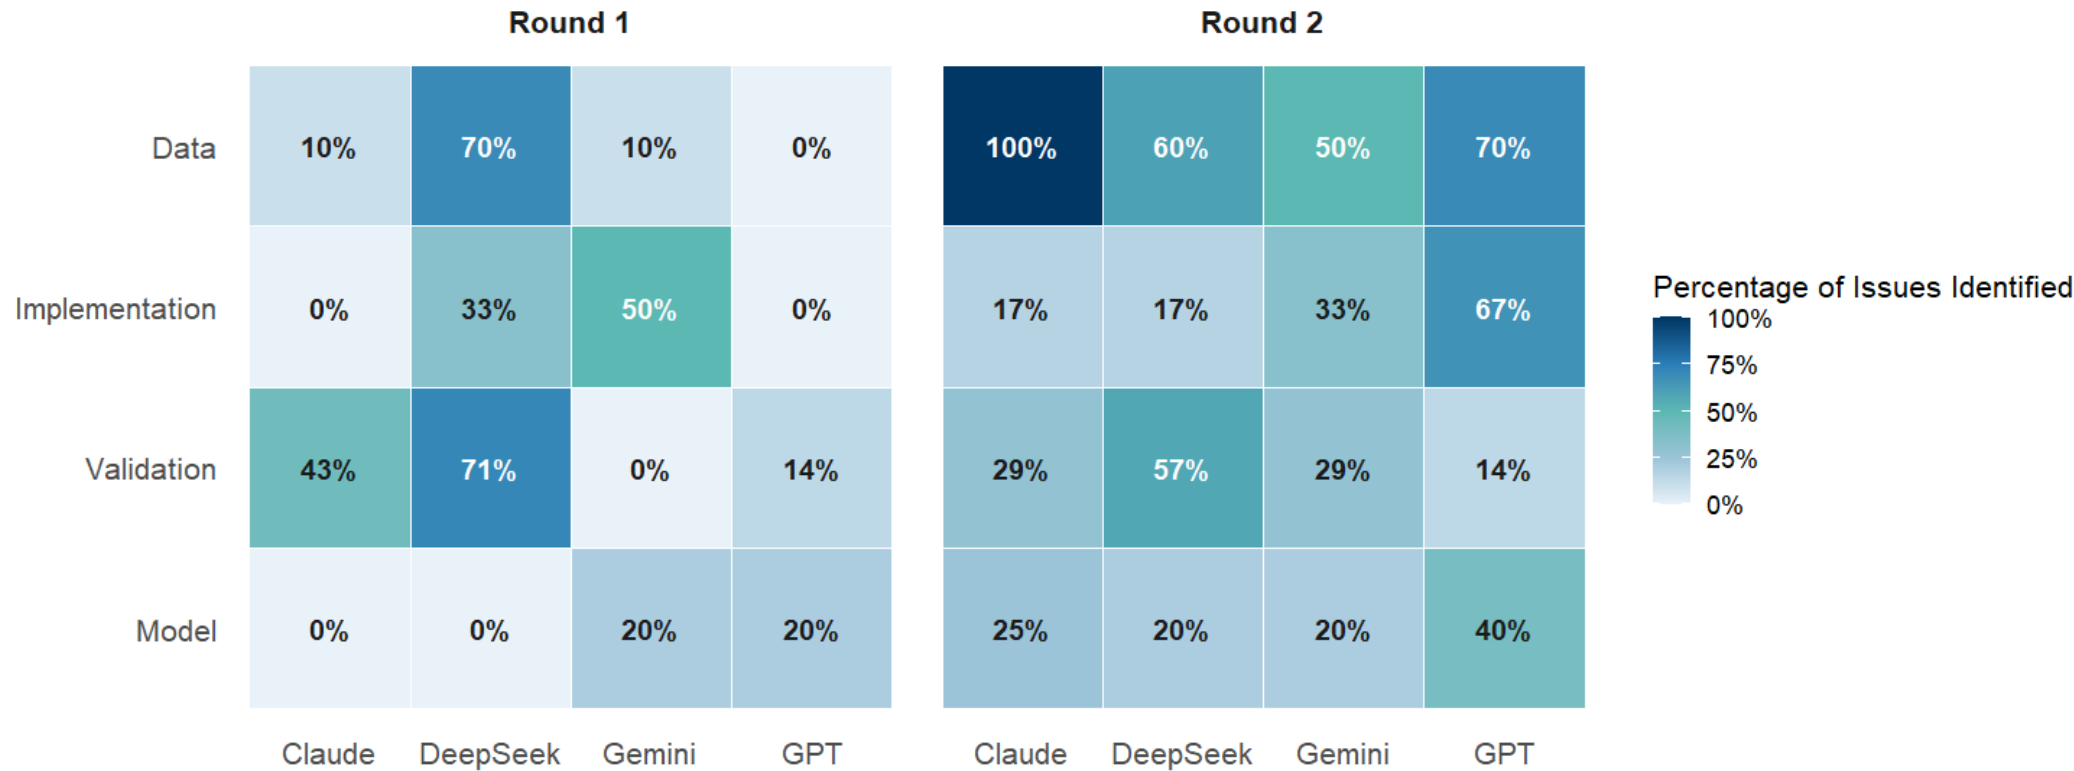 Round 1 Round 2
Data 10% 70% 10% 0% 100% 60% 50% 70%
Implementation 0% 33% 50% 0% 17% 17% 33% 67%
Validation 43% 71% 0% 14% 29% 57% 29% 14%
Model 0% 0% 20% 20% 25% 20% 20% 40%
Claude DeepSeek Gemini GPT Claude DeepSeek Gemini GPT
Percentage of Issues Identified
100%
75%
50%
25%
0%